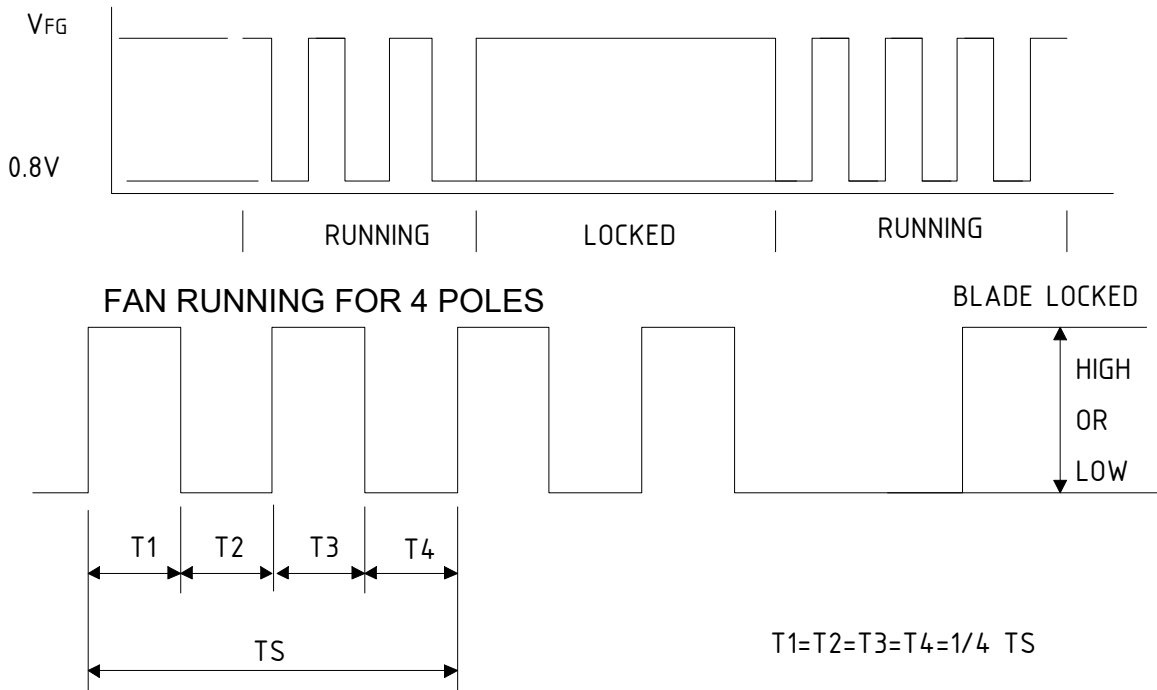 VFG
0.8V
RUNNING LOCKED RUNNING
FAN RUNNING FOR 4 POLES BLADE LOCKED
HIGH
OR
LOW
T1 T2 T3 T4
TS T1=T2=T3=T4=1/4 TS